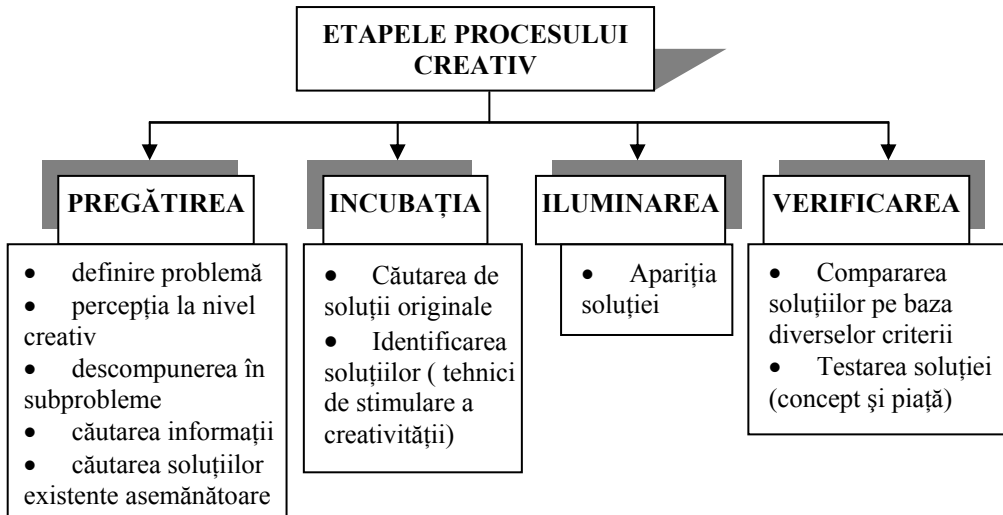 ETAPELE PROCESULUI
CREATIV
PREGĂTIREA
• definire problemă
• percepția la nivel
creativ
• descompunerea în
subprobleme
• căutarea informații
• căutarea soluțiilor
existente asemănătoare
INCUBAȚIA
• Căutarea de
soluții originale
• Identificarea
soluțiilor ( tehnici
de stimulare a
creativității)
ILUMINAREA
• Apariția
soluției
VERIFICAREA
• Compararea
soluțiilor pe baza
diverselor criterii
• Testarea soluției
(concept şi piață)